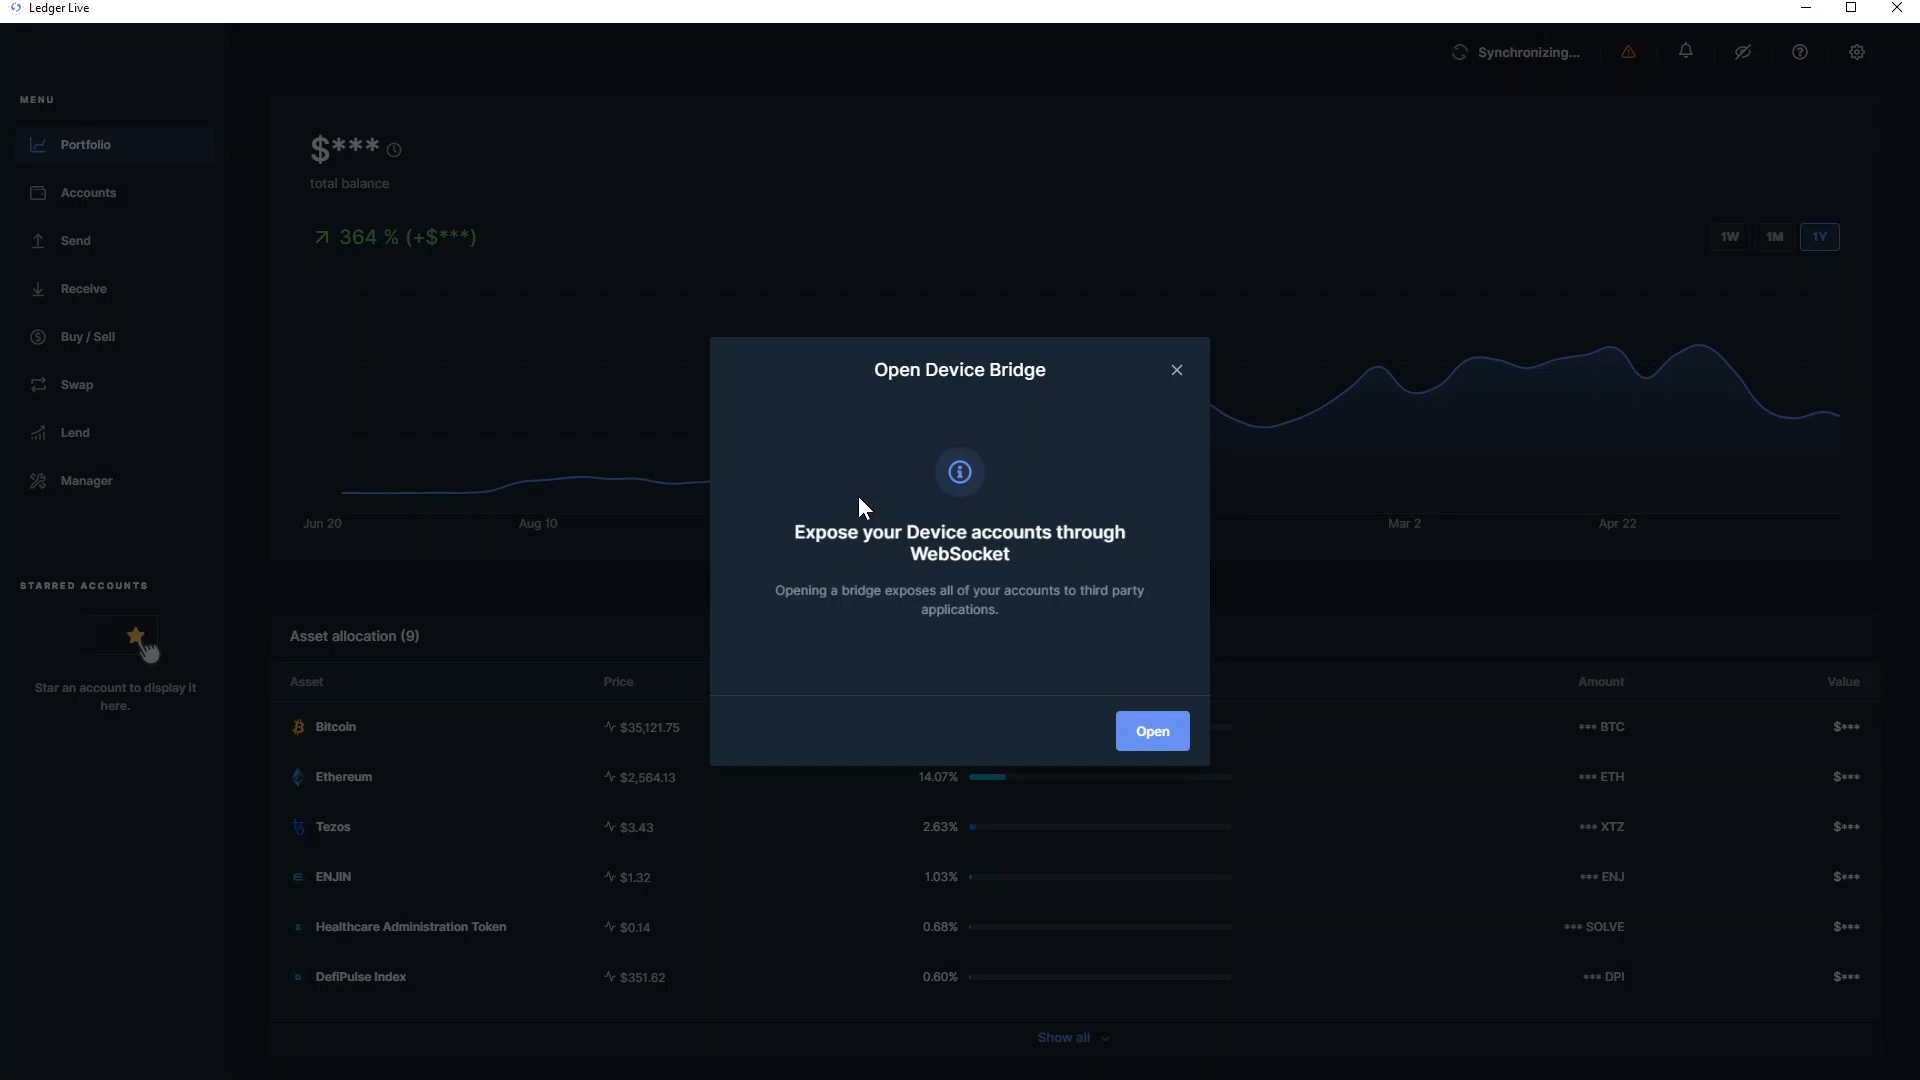 Ledger Live
Synchronizing...
MENU
Portfolio
Accounts
Send
Receive
Buy / Sell
Swap
Lend
Manager
STARRED ACCOUNTS
Star an account to display it
here.
$***
total balance
364 % (+$***)
1W 1M 1Y
Jun 20 Aug 10 Mar 2 Apr 22
Open Device Bridge
Expose your Device accounts through
WebSocket
Opening a bridge exposes all of your accounts to third party
applications.
Open
Asset allocation (9)
Asset Price Amount Value
Bitcoin $35,121.75 *** BTC $***
Ethereum $2,564.13 14.07% *** ETH $***
Tezos $3.43 2.63% *** XTZ $***
ENJIN $1.32 1.03% *** ENJ $***
Healthcare Administration Token $0.14 0.68% *** SOLVE $***
DefiPulse Index $351.62 0.60% *** DPI $***
Show all